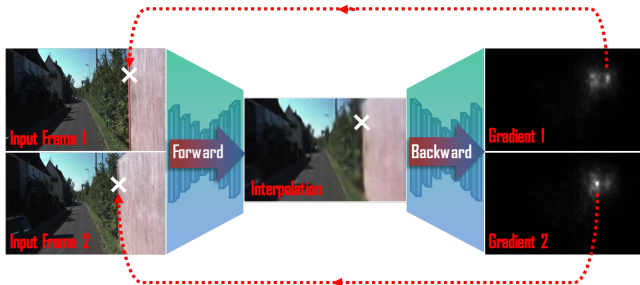 Input Frame 1
Gradient 1
Forward
Backward
Interpolation
Input Frame 2
Gradient 2